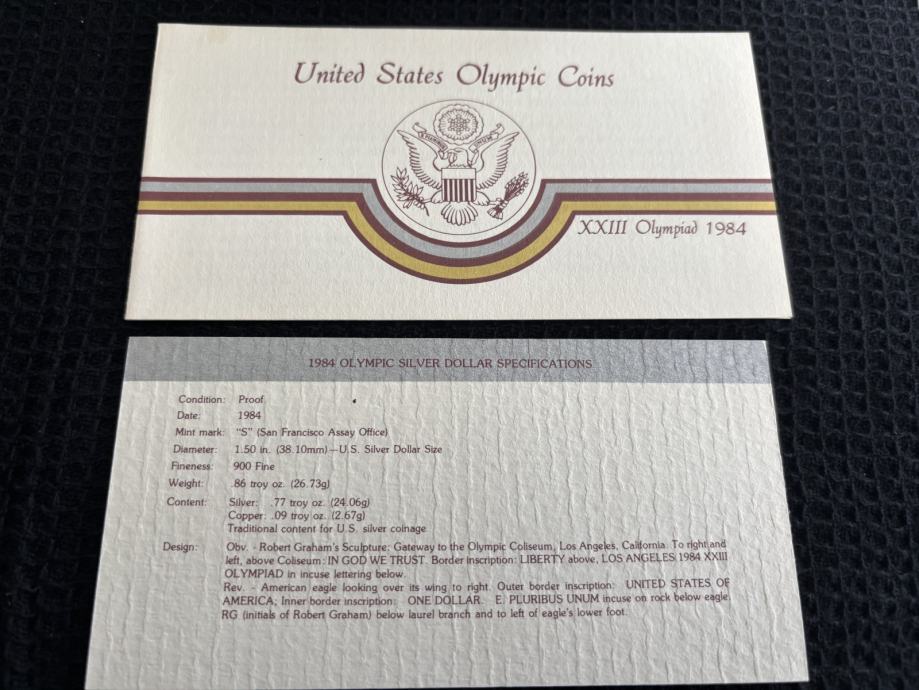 United States Olympic Coins
E PLURIBUS UNUM
XXIII Olympiad 1984
1984 OLYMPIC SILVER DOLLAR SPECIFICATIONS
Condition: Proof
Date: 1984
Mint mark: "S" (San Francisco Assay Office)
Diameter: 1.50 in. (38.10mm)—U.S. Silver Dollar Size
Fineness: 900 Fine
Weight: .86 troy oz. (26.73g)
Content: Silver: .77 troy oz. (24.06g)
Copper: .09 troy oz. (2.67g)
Traditional content for U.S. silver coinage
Design: Obv. - Robert Graham's Sculpture: Gateway to the Olympic Coliseum, Los Angeles, California. To right and
left, above Coliseum: IN GOD WE TRUST. Border inscription: LIBERTY above, LOS ANGELES 1984 XXIII
OLYMPIAD in incuse lettering below.
Rev. - American eagle looking over its wing to right. Outer border inscription: UNITED STATES OF
AMERICA; Inner border inscription: ONE DOLLAR. E. PLURIBUS UNUM incuse on rock below eagle.
RG (initials of Robert Graham) below laurel branch and to left of eagle's lower foot.